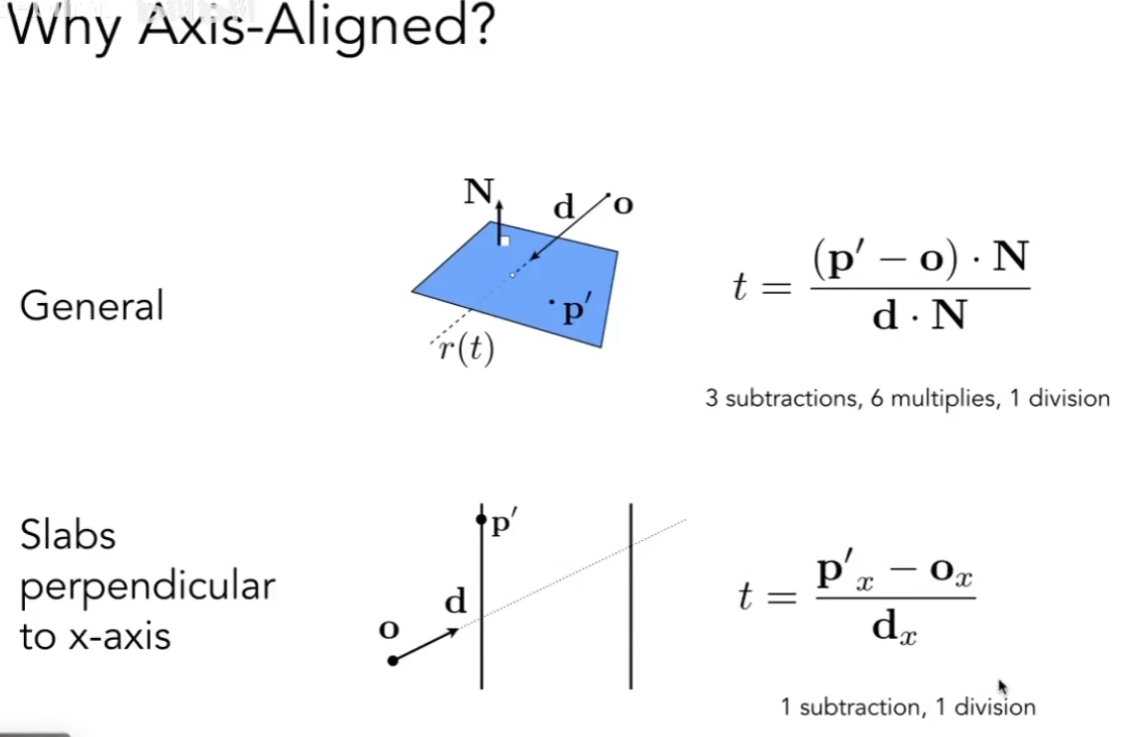 Why Axis-Aligned?
General
N
d
o
p′
r(t)
t = (p′ − o) · N / d · N
3 subtractions, 6 multiplies, 1 division
Slabs
perpendicular
to x-axis
p′
d
o
t = p′x − ox / dx
1 subtraction, 1 division